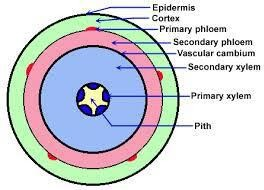 Epidermis
Cortex
Primary phloem
Secondary phloem
Vascular cambium
Secondary xylem
Primary xylem
Pith